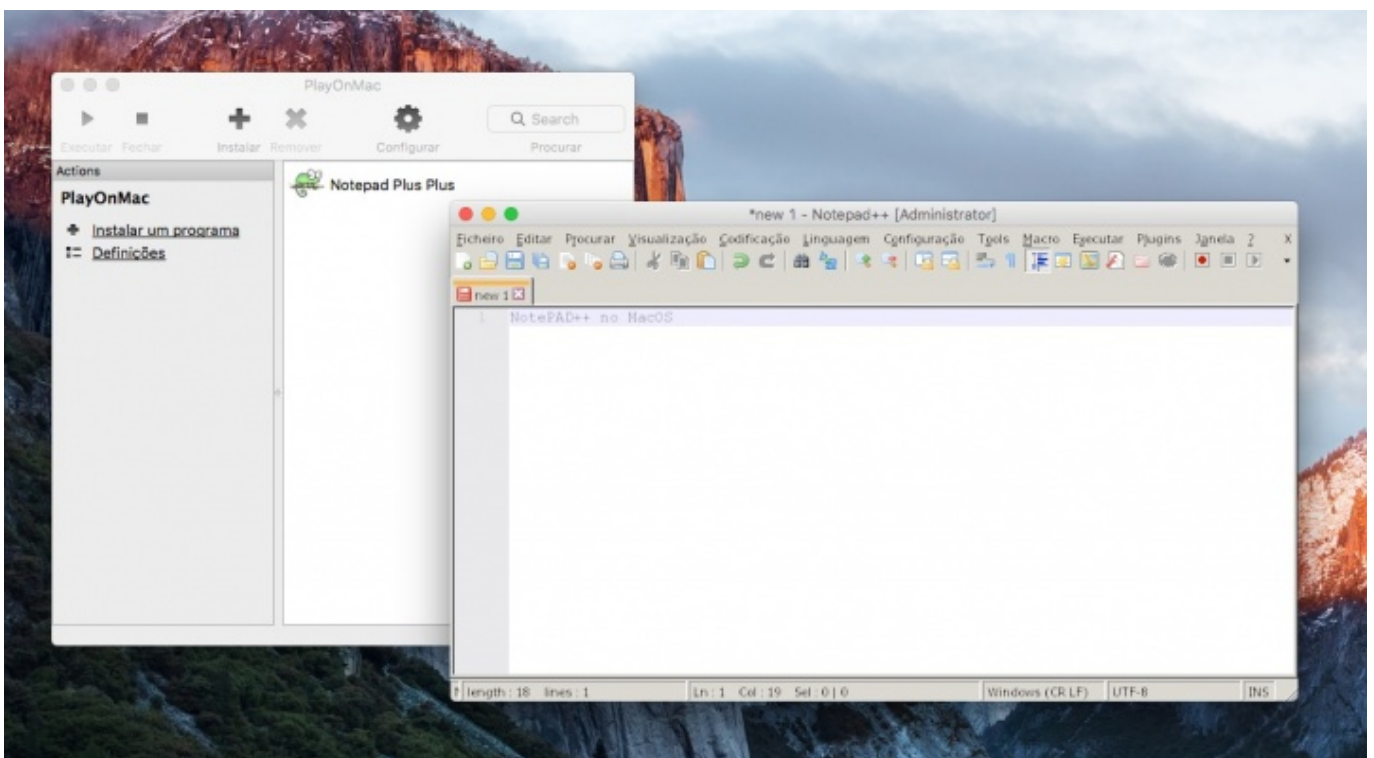 PlayOnMac
Search
Executar Fechar Instalar Remover Configurar Procurar
Actions
PlayOnMac
Instalar um programa
Definições
Notepad Plus Plus
*new 1 - Notepad++ [Administrator]
Ficheiro Editar Procurar Visualização Codificação Linguagem Configuração Tools Macro Executar Plugins Janela ? X
new 1
1 NotePAD++ no MacOS
length : 18 lines : 1 Ln : 1 Col : 19 Sel : 0 | 0 Windows (CR LF) UTF-8 INS